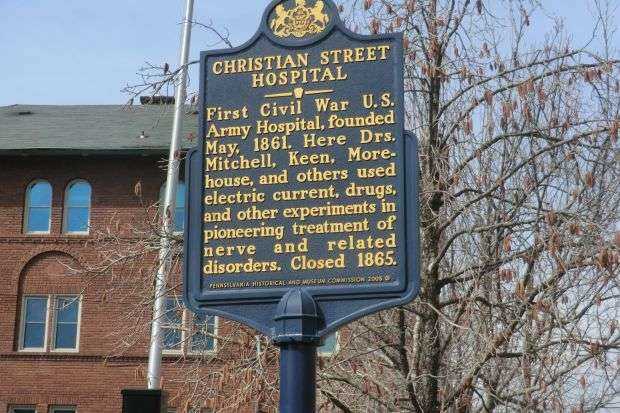 CHRISTIAN STREET
HOSPITAL
First Civil War U.S.
Army Hospital, founded
May, 1861. Here Drs.
Mitchell, Keen, More-
house, and others used
electric current, drugs,
and other experiments in
pioneering treatment of
nerve and related
disorders. Closed 1865.
PENNSYLVANIA HISTORICAL AND MUSEUM COMMISSION 2005 ©